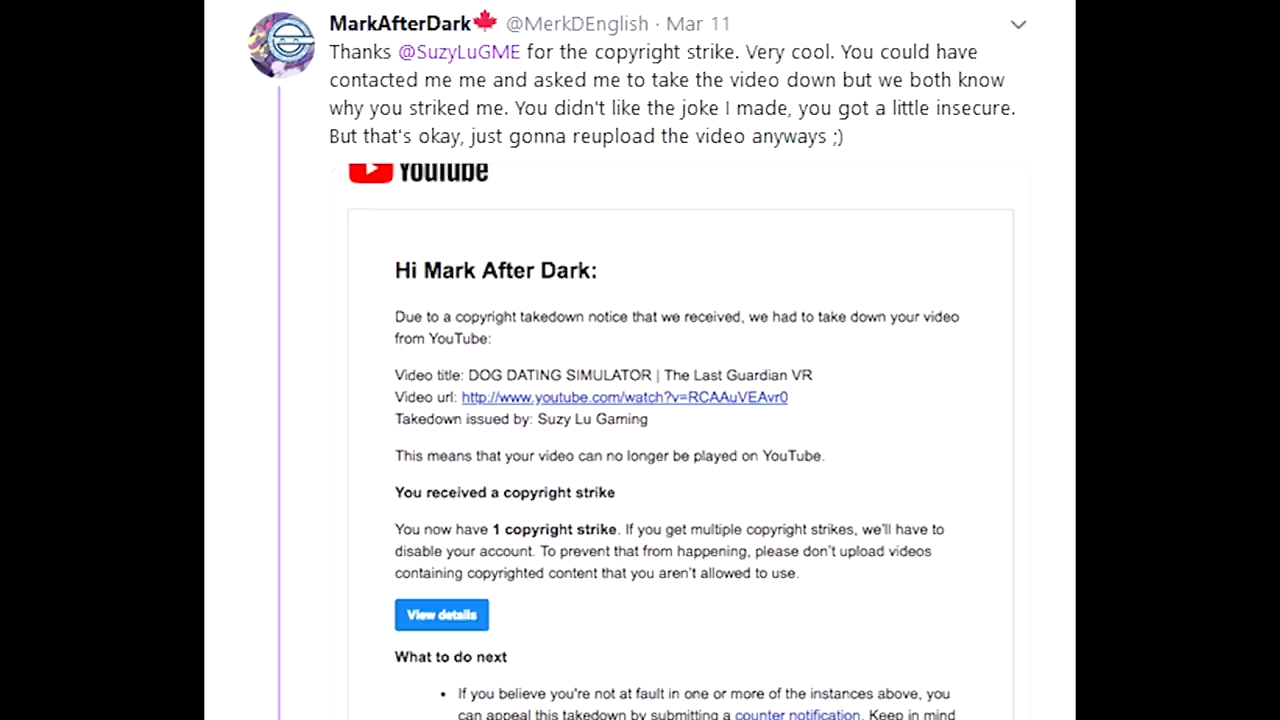 MarkAfterDark @MerkDEnglish · Mar 11
Thanks @SuzyLuGME for the copyright strike. Very cool. You could have
contacted me me and asked me to take the video down but we both know
why you striked me. You didn't like the joke I made, you got a little insecure.
But that's okay, just gonna reupload the video anyways ;)
YouTube
Hi Mark After Dark:
Due to a copyright takedown notice that we received, we had to take down your video
from YouTube:
Video title: DOG DATING SIMULATOR | The Last Guardian VR
Video url: http://www.youtube.com/watch?v=RCAAuVEAvr0
Takedown issued by: Suzy Lu Gaming
This means that your video can no longer be played on YouTube.
You received a copyright strike
You now have 1 copyright strike. If you get multiple copyright strikes, we'll have to
disable your account. To prevent that from happening, please don't upload videos
containing copyrighted content that you aren't allowed to use.
View details
What to do next
• If you believe you're not at fault in one or more of the instances above, you
can appeal this takedown by submitting a counter notification. Keep in mind